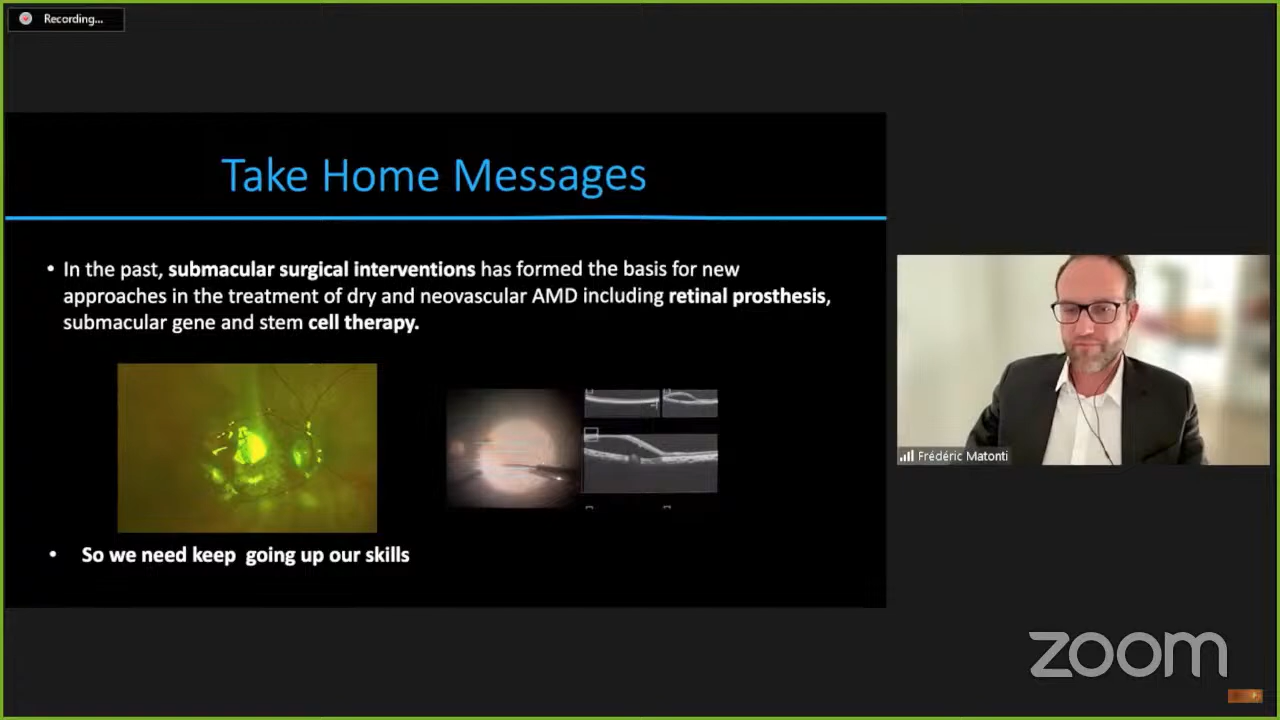 Recording...
Take Home Messages
• In the past, submacular surgical interventions has formed the basis for new
approaches in the treatment of dry and neovascular AMD including retinal prosthesis,
submacular gene and stem cell therapy.
• So we need keep going up our skills
Frédéric Matonti
zoom